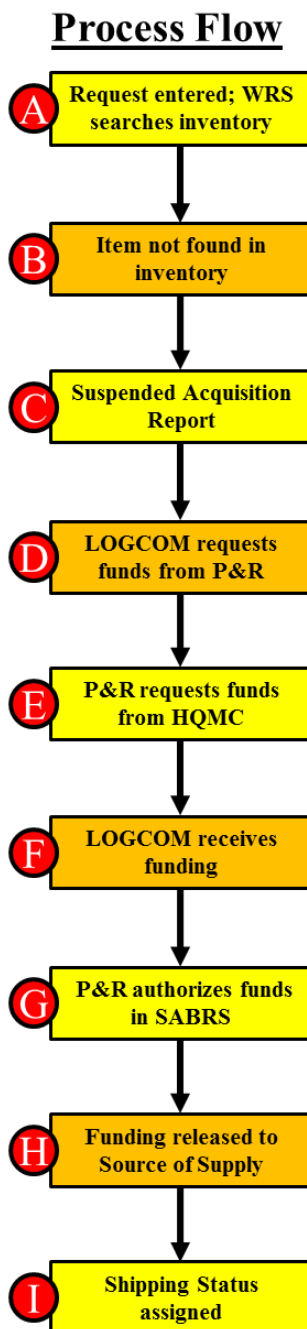 Process Flow
A
Request entered; WRS
searches inventory
B
Item not found in
inventory
C
Suspended Acquisition
Report
D
LOGCOM requests
funds from P&R
E
P&R requests funds
from HQMC
F
LOGCOM receives
funding
G
P&R authorizes funds
in SABRS
H
Funding released to
Source of Supply
I
Shipping Status
assigned